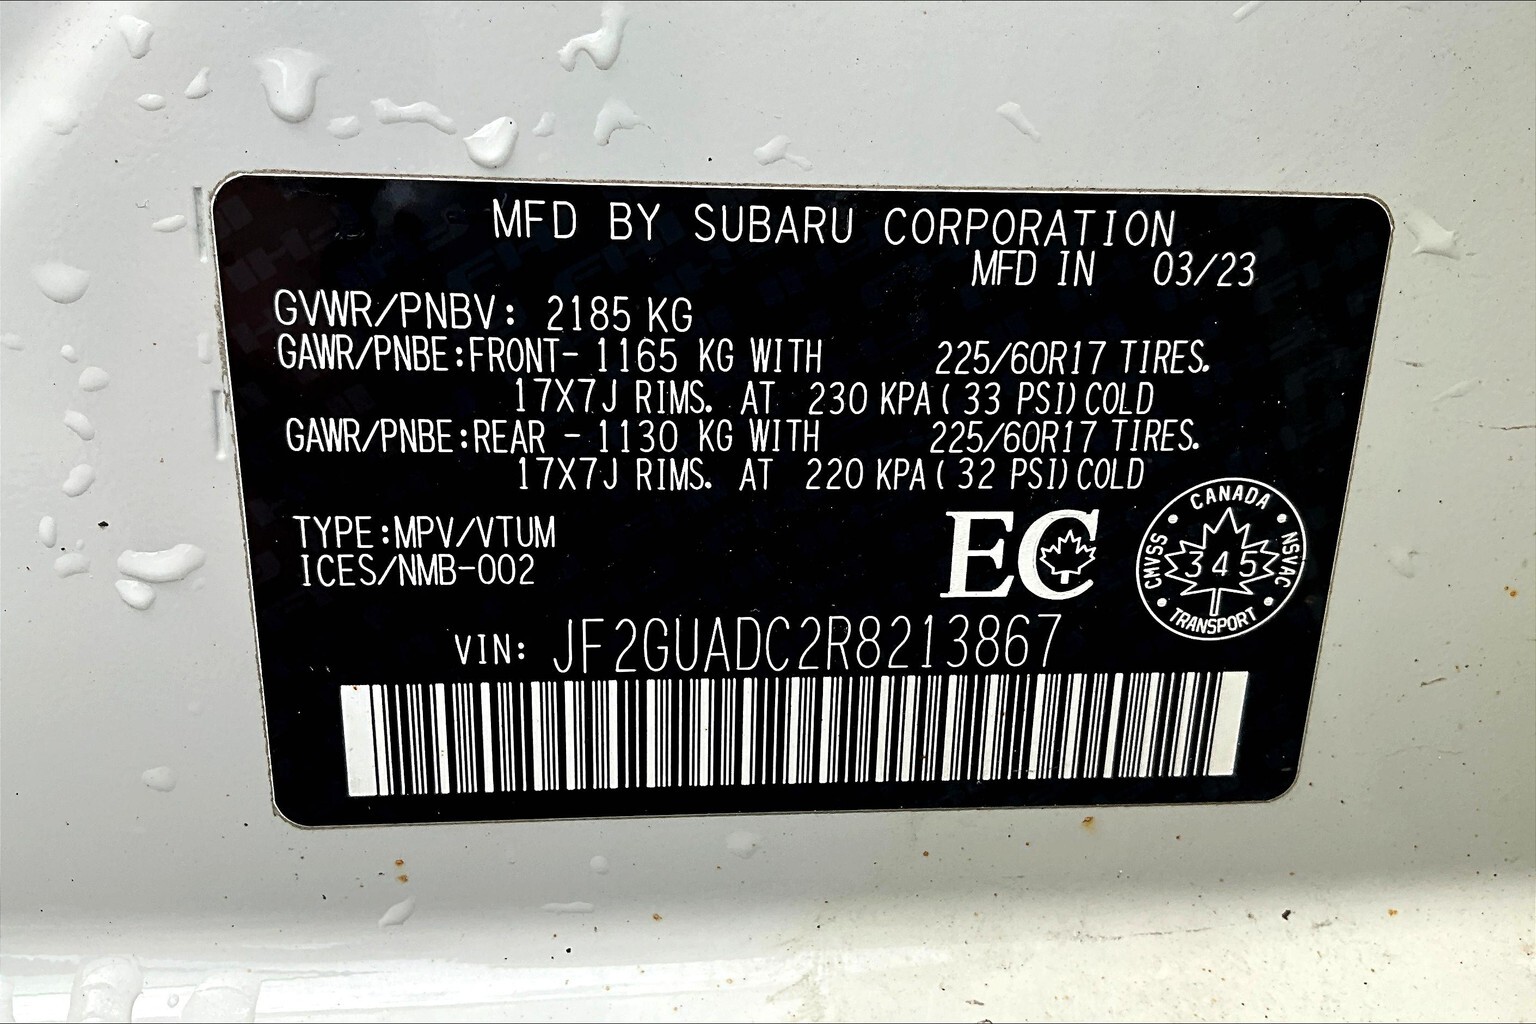 MFD BY SUBARU CORPORATION
MFD IN 03/23
GVWR/PNBV: 2185 KG
GAWR/PNBE:FRONT- 1165 KG WITH 225/60R17 TIRES.
17X7J RIMS. AT 230 KPA( 33 PSI)COLD
GAWR/PNBE:REAR - 1130 KG WITH 225/60R17 TIRES.
17X7J RIMS. AT 220 KPA( 32 PSI)COLD
TYPE:MPV/VTUM
ICES/NMB-002
EC
CANADA
CMVSS
345
NSVAC
TRANSPORT
VIN: JF2GUADC2R8213867